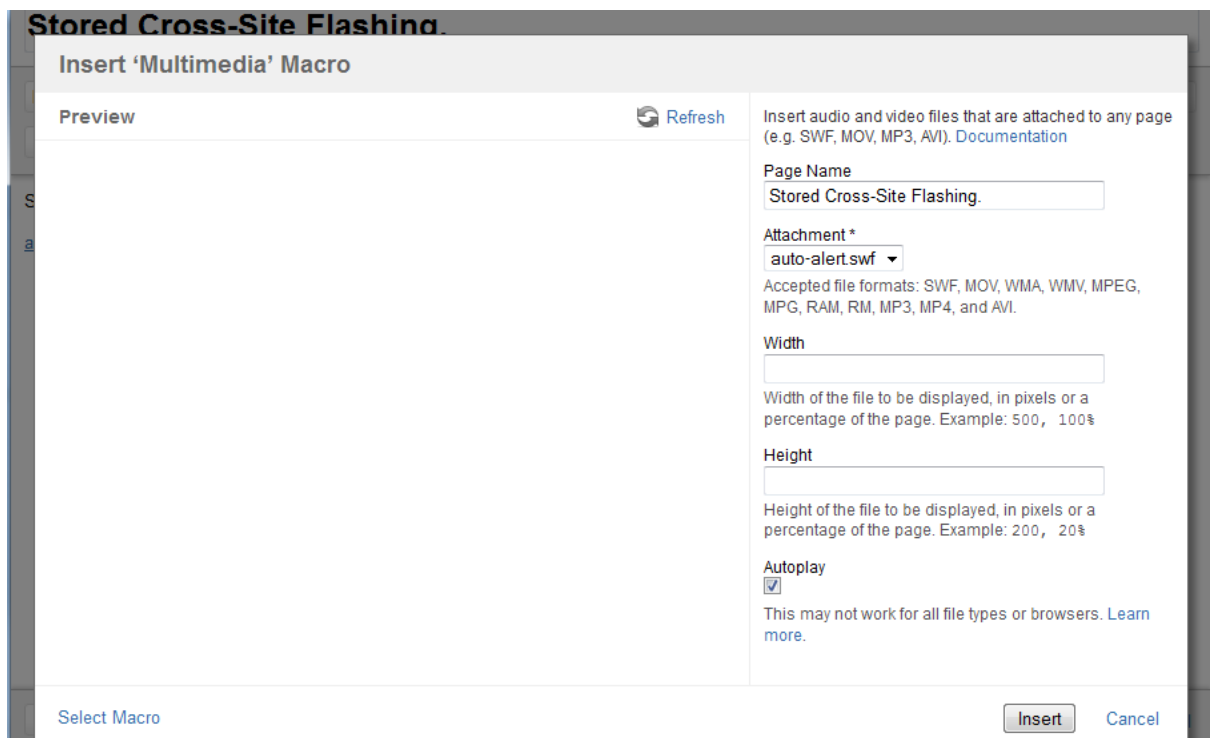 Stored Cross-Site Flashing.
Insert ‘Multimedia’ Macro
Preview
Refresh
Insert audio and video files that are attached to any page
(e.g. SWF, MOV, MP3, AVI). Documentation
Page Name
Stored Cross-Site Flashing.
Attachment *
auto-alert.swf
Accepted file formats: SWF, MOV, WMA, WMV, MPEG,
MPG, RAM, RM, MP3, MP4, and AVI.
Width
Width of the file to be displayed, in pixels or a
percentage of the page. Example: 500, 100%
Height
Height of the file to be displayed, in pixels or a
percentage of the page. Example: 200, 20%
Autoplay
This may not work for all file types or browsers. Learn
more.
Select Macro
Insert
Cancel